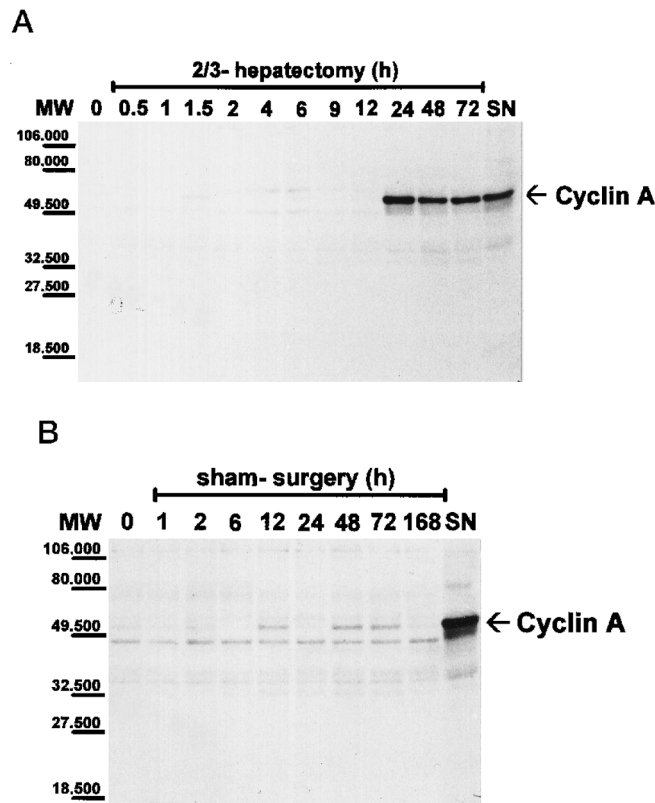 A
2/3- hepatectomy (h)
MW 0 0.5 1 1.5 2 4 6 9 12 24 48 72 SN
106.000
80.000
49.500
32.500
27.500
18.500
← Cyclin A
B
sham- surgery (h)
MW 0 1 2 6 12 24 48 72 168 SN
106.000
80.000
49.500
32.500
27.500
18.500
← Cyclin A